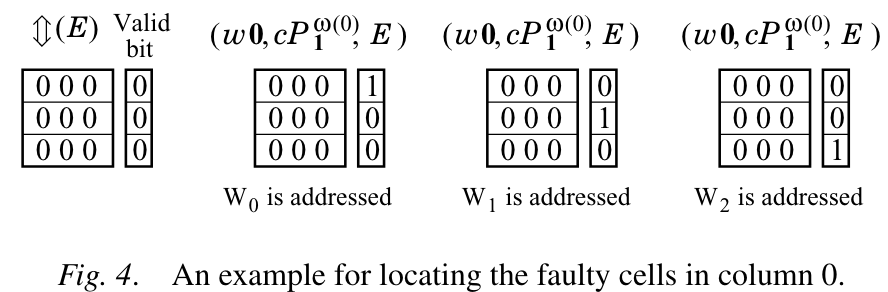 ⇕(E) Valid bit (w0, cP₁^ω(0), E) (w0, cP₁^ω(0), E) (w0, cP₁^ω(0), E)
0 0 0 0 0 0 0 1 0 0 0 0 0 0 0 0
0 0 0 0 0 0 0 0 0 0 0 1 0 0 0 0
0 0 0 0 0 0 0 0 0 0 0 0 0 0 0 1
W₀ is addressed W₁ is addressed W₂ is addressed
Fig. 4. An example for locating the faulty cells in column 0.